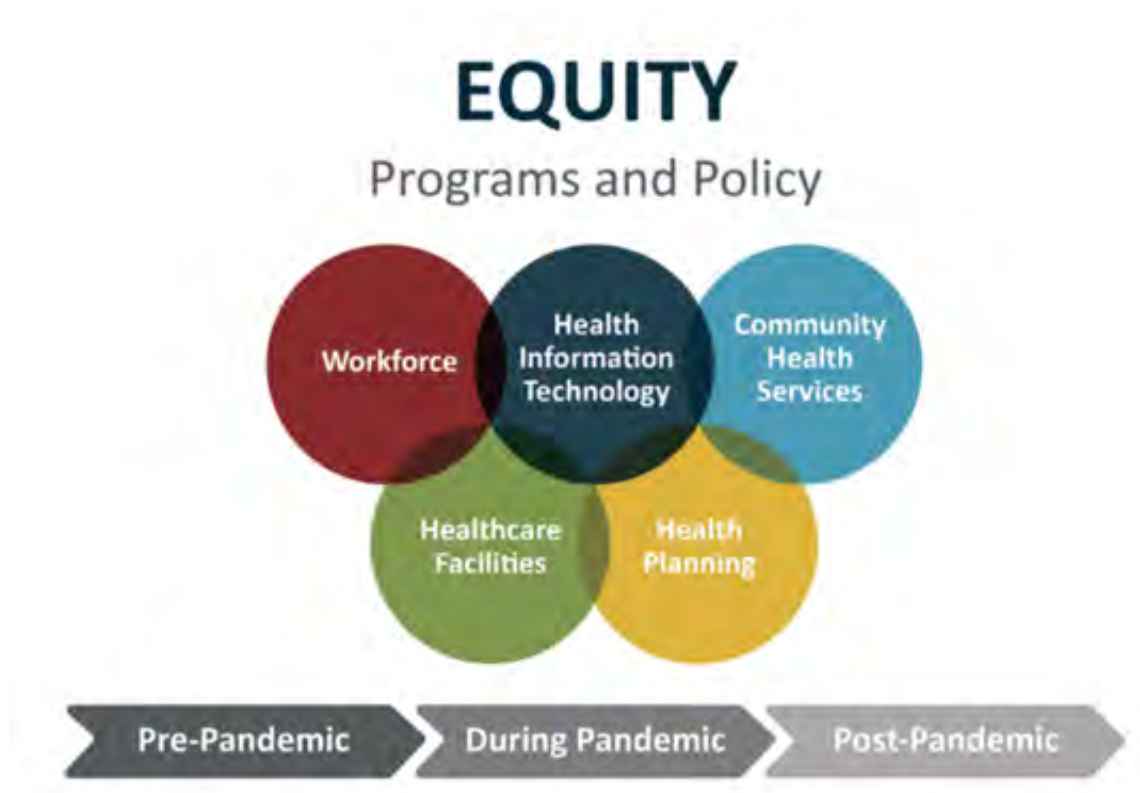 EQUITY
Programs and Policy
Workforce
Health
Information
Technology
Community
Health
Services
Healthcare
Facilities
Health
Planning
Pre-Pandemic
During Pandemic
Post-Pandemic